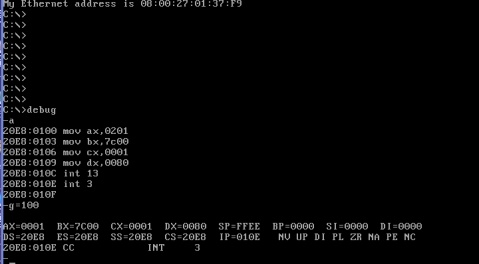 My Ethernet address is 08:00:27:01:37:F9
C:\>
C:\>
C:\>
C:\>
C:\>
C:\>
C:\>
C:\>
C:\>
C:\>debug
-a
20E8:0100 mov ax,0201
20E8:0103 mov bx,7c00
20E8:0106 mov cx,0001
20E8:0109 mov dx,0080
20E8:010C int 13
20E8:010E int 3
20E8:010F
-g=100
AX=0001 BX=7C00 CX=0001 DX=0080 SP=FFEE BP=0000 SI=0000 DI=0000
DS=20E8 ES=20E8 SS=20E8 CS=20E8 IP=010E NV UP DI PL ZR NA PE NC
20E8:010E CC INT 3
-